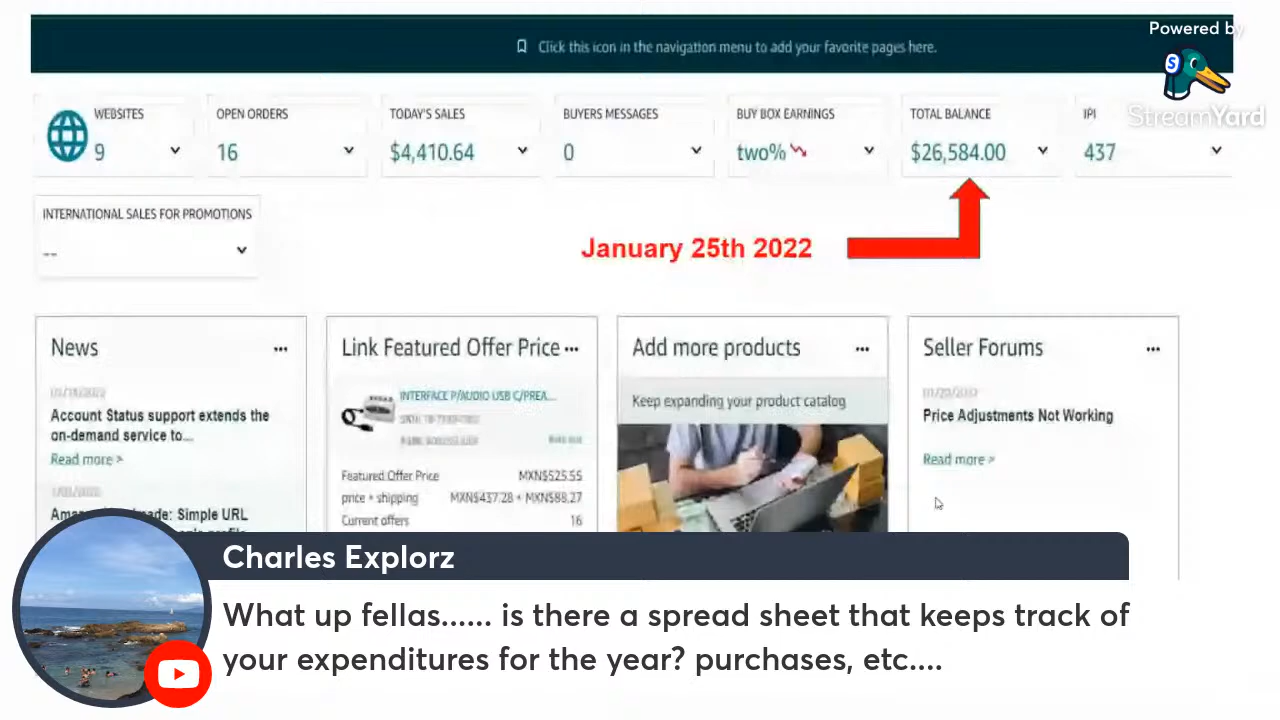 Powered by
StreamYard
Click this icon in the navigation menu to add your favorite pages here.
WEBSITES
9
OPEN ORDERS
16
TODAY'S SALES
$4,410.64
BUYERS MESSAGES
0
BUY BOX EARNINGS
two%
TOTAL BALANCE
$26,584.00
IPI
437
INTERNATIONAL SALES FOR PROMOTIONS
--
January 25th 2022
News
Account Status support extends the
on-demand service to...
Read more >
Simple URL
Link Featured Offer Price
INTERFACE P/AUDIO USB C/PREA...
Featured Offer Price
MXN$525.55
price + shipping
MXN$437.28 + MXN$88.27
Current offers
16
Add more products
Keep expanding your product catalog
Seller Forums
Price Adjustments Not Working
Read more >
Charles Explorz
What up fellas...... is there a spread sheet that keeps track of
your expenditures for the year? purchases, etc....